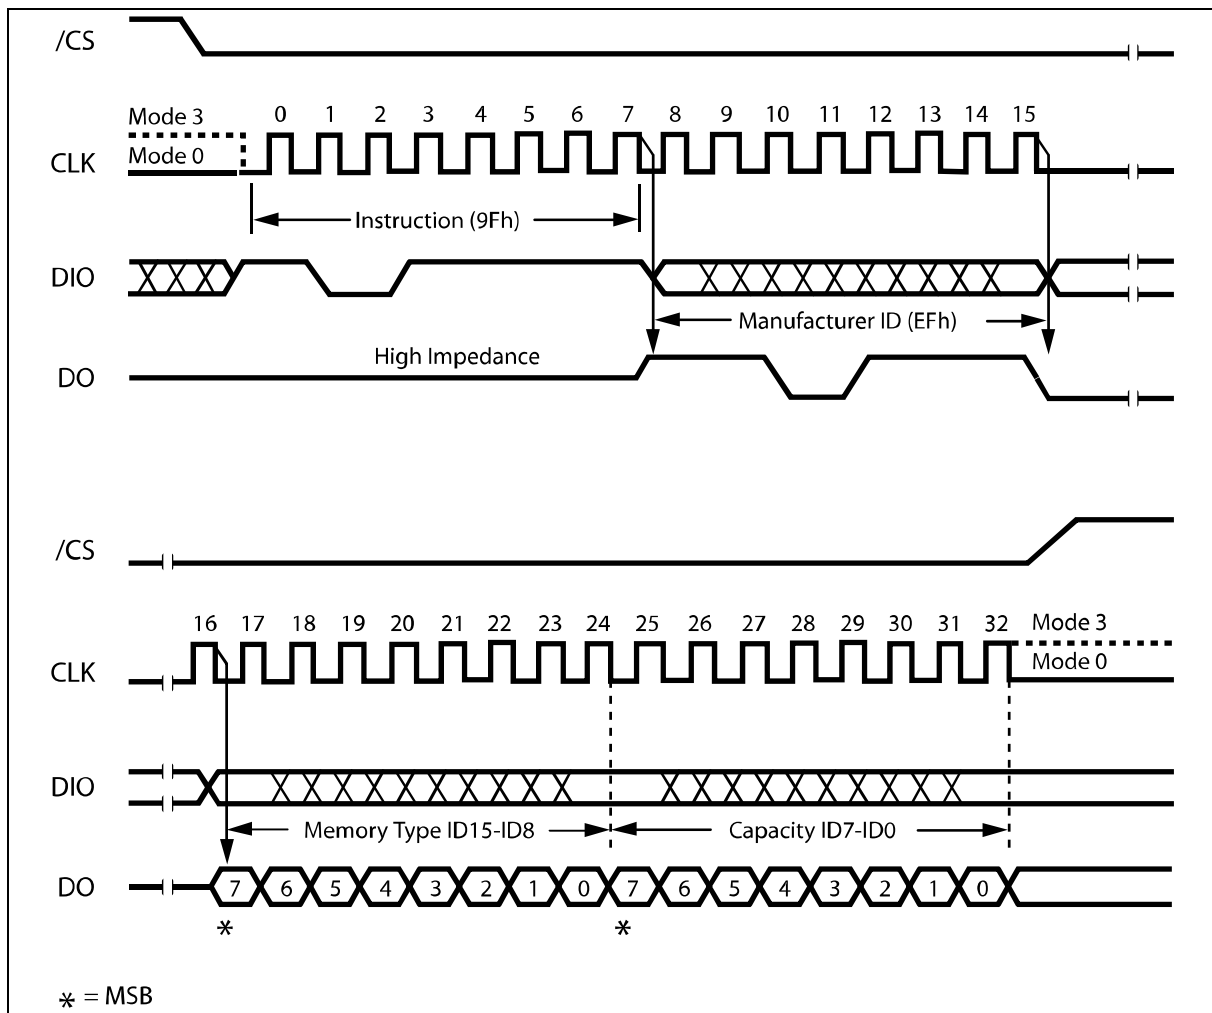 /CS
Mode 3
0 1 2 3 4 5 6 7 8 9 10 11 12 13 14 15
CLK
Mode 0
Instruction (9Fh)
DIO
Manufacturer ID (EFh)
High Impedance
DO
/CS
16 17 18 19 20 21 22 23 24 25 26 27 28 29 30 31 32
Mode 3
CLK
Mode 0
DIO
Memory Type ID15-ID8
Capacity ID7-ID0
DO
7 6 5 4 3 2 1 0 7 6 5 4 3 2 1 0
* *
* = MSB